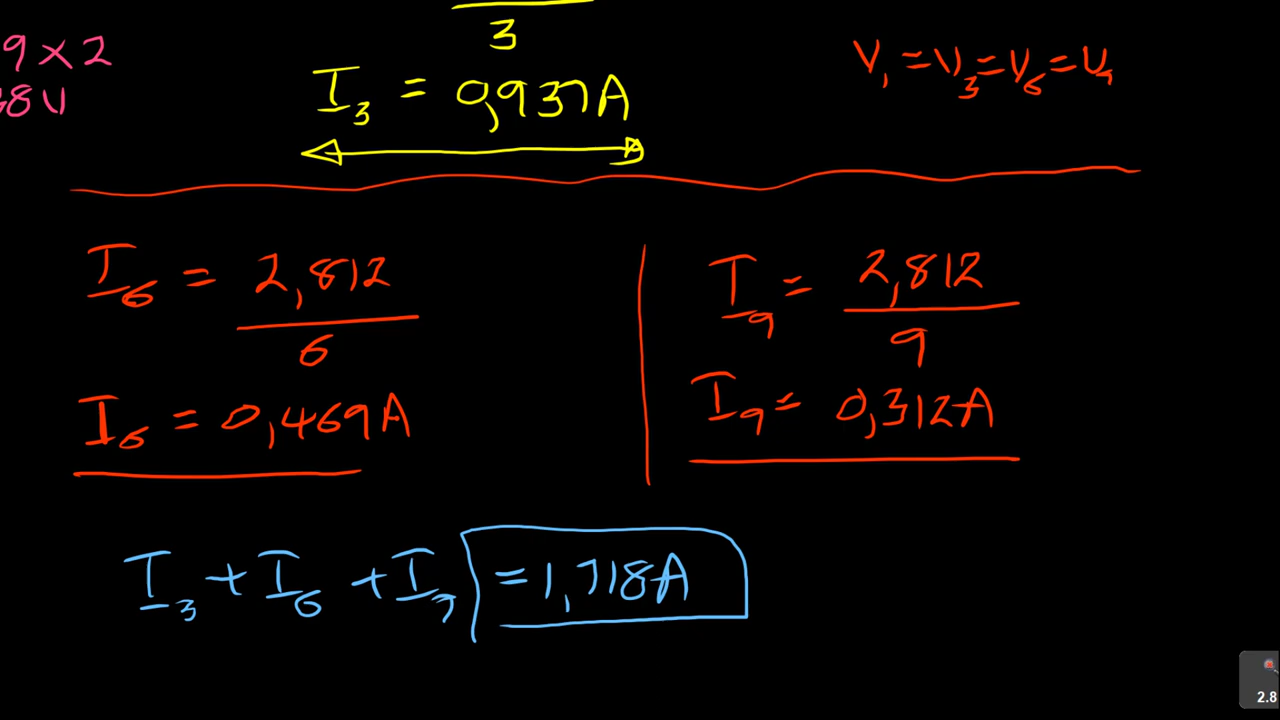 9 × 2
38V
3
I₃ = 0,937A
V₁ = V₃ = V₆ = V₉
I₆ = 2,812
6
I₆ = 0,469A
I₉ = 2,812
9
I₉ = 0,312A
I₃ + I₆ + I₉ = 1,718A
2.8